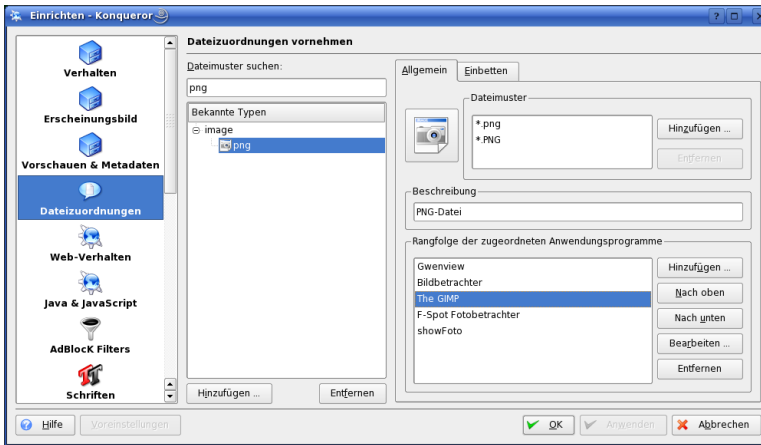 Einrichten - Konqueror
Verhalten
Erscheinungsbild
Vorschauen & Metadaten
Dateizuordnungen
Web-Verhalten
Java & JavaScript
AdBlocK Filters
Schriften
Dateizuordnungen vornehmen
Dateimuster suchen:
png
Bekannte Typen
image
png
Hinzufügen ...
Entfernen
Allgemein
Einbetten
Dateimuster
*.png
*.PNG
Hinzufügen ...
Entfernen
Beschreibung
PNG-Datei
Rangfolge der zugeordneten Anwendungsprogramme
Gwenview
Bildbetrachter
The GIMP
F-Spot Fotobetrachter
showFoto
Hinzufügen ...
Nach oben
Nach unten
Bearbeiten ...
Entfernen
Hilfe
Voreinstellungen
OK
Anwenden
Abbrechen